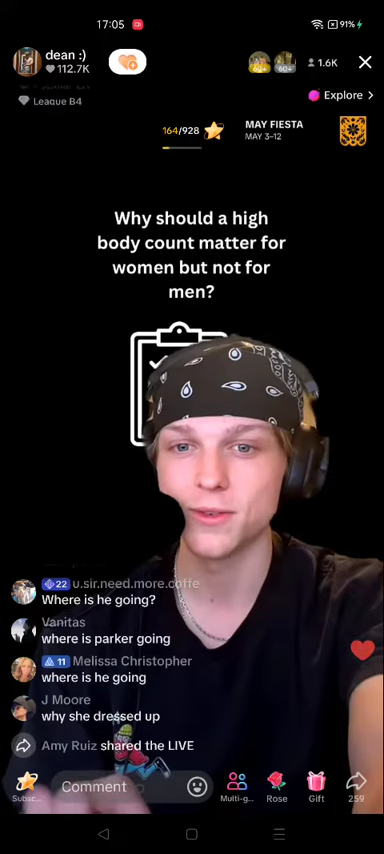 17:05
91%
dean :)
112.7K
60+
60+
1.6K
League B4
Explore
164/928
MAY FIESTA
MAY 3–12
Why should a high
body count matter for
women but not for
men?
22 u.sir.need.more.coffe
Where is he going?
Vanitas
where is parker going
11 Melissa Christopher
where is he going
J Moore
why she dressed up
Amy Ruiz shared the LIVE
Subsc...
Comment
Multi-g...
Rose
Gift
259